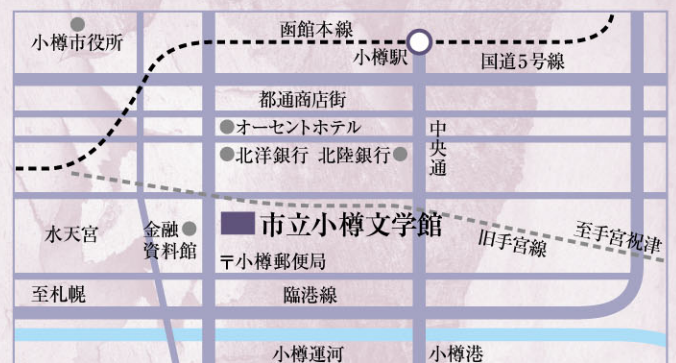 函館本線
小樽市役所
小樽駅
国道5号線
都通商店街
オーセントホテル
中央通
北洋銀行 北陸銀行
市立小樽文学館
水天宮
金融
資料館
旧手宮線
至手宮祝津
〒小樽郵便局
至札幌
臨港線
小樽運河
小樽港